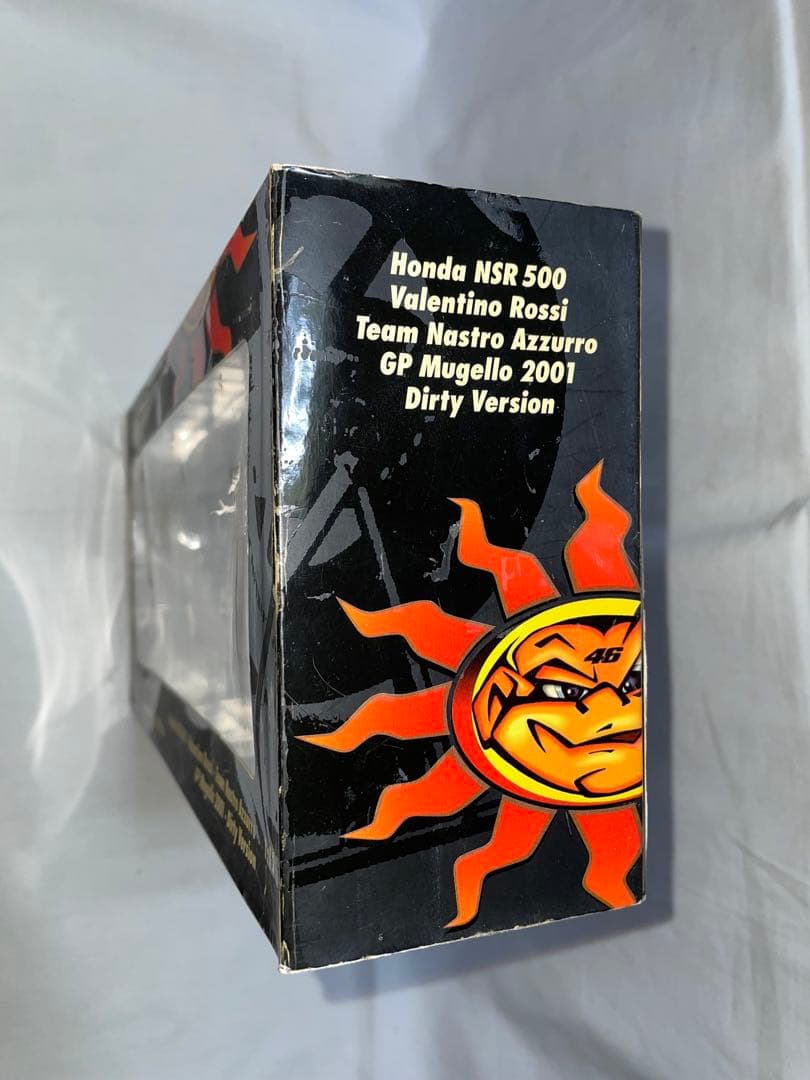 Honda NSR 500
Valentino Rossi
Team Nastro Azzurro
GP Mugello 2001
Dirty Version
46